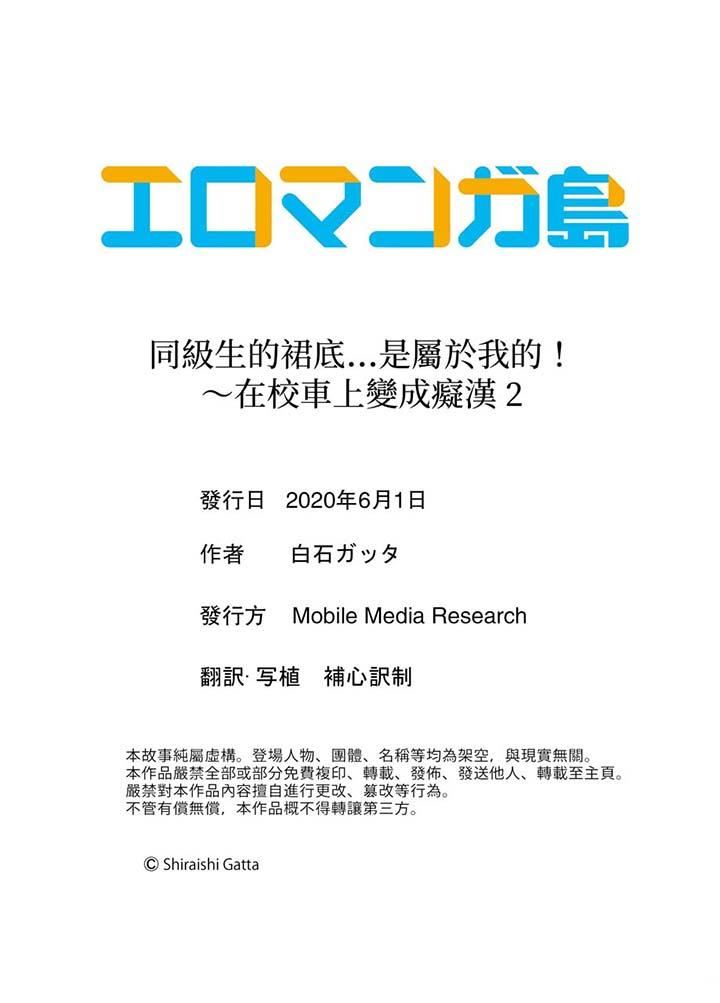 エロマンガ島
同級生的裙底…是屬於我的！
～在校車上變成癡漢 2
發行日 2020年6月1日
作者 白石ガッタ
發行方 Mobile Media Research
翻訳· 写植 補心訳制
本故事純屬虛構。登場人物、團體、名稱等均為架空，與現實無關。
本作品嚴禁全部或部分免費複印、轉載、發佈、發送他人、轉載至主頁。
嚴禁對本作品內容擅自進行更改、篡改等行為。
不管有償無償，本作品概不得轉讓第三方。
© Shiraishi Gatta